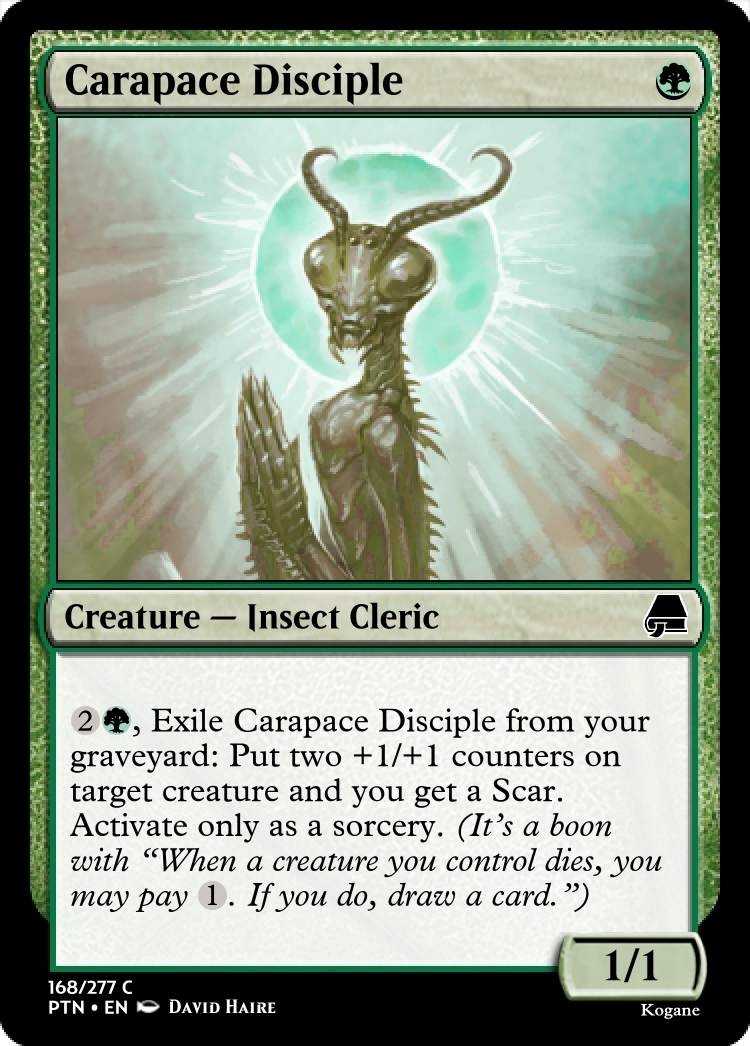 Carapace Disciple
Creature — Insect Cleric
2, Exile Carapace Disciple from your
graveyard: Put two +1/+1 counters on
target creature and you get a Scar.
Activate only as a sorcery. (It's a boon
with “When a creature you control dies, you
may pay 1. If you do, draw a card.”)
1/1
168/277 C
PTN • EN DAVID HAIRE
Kogane